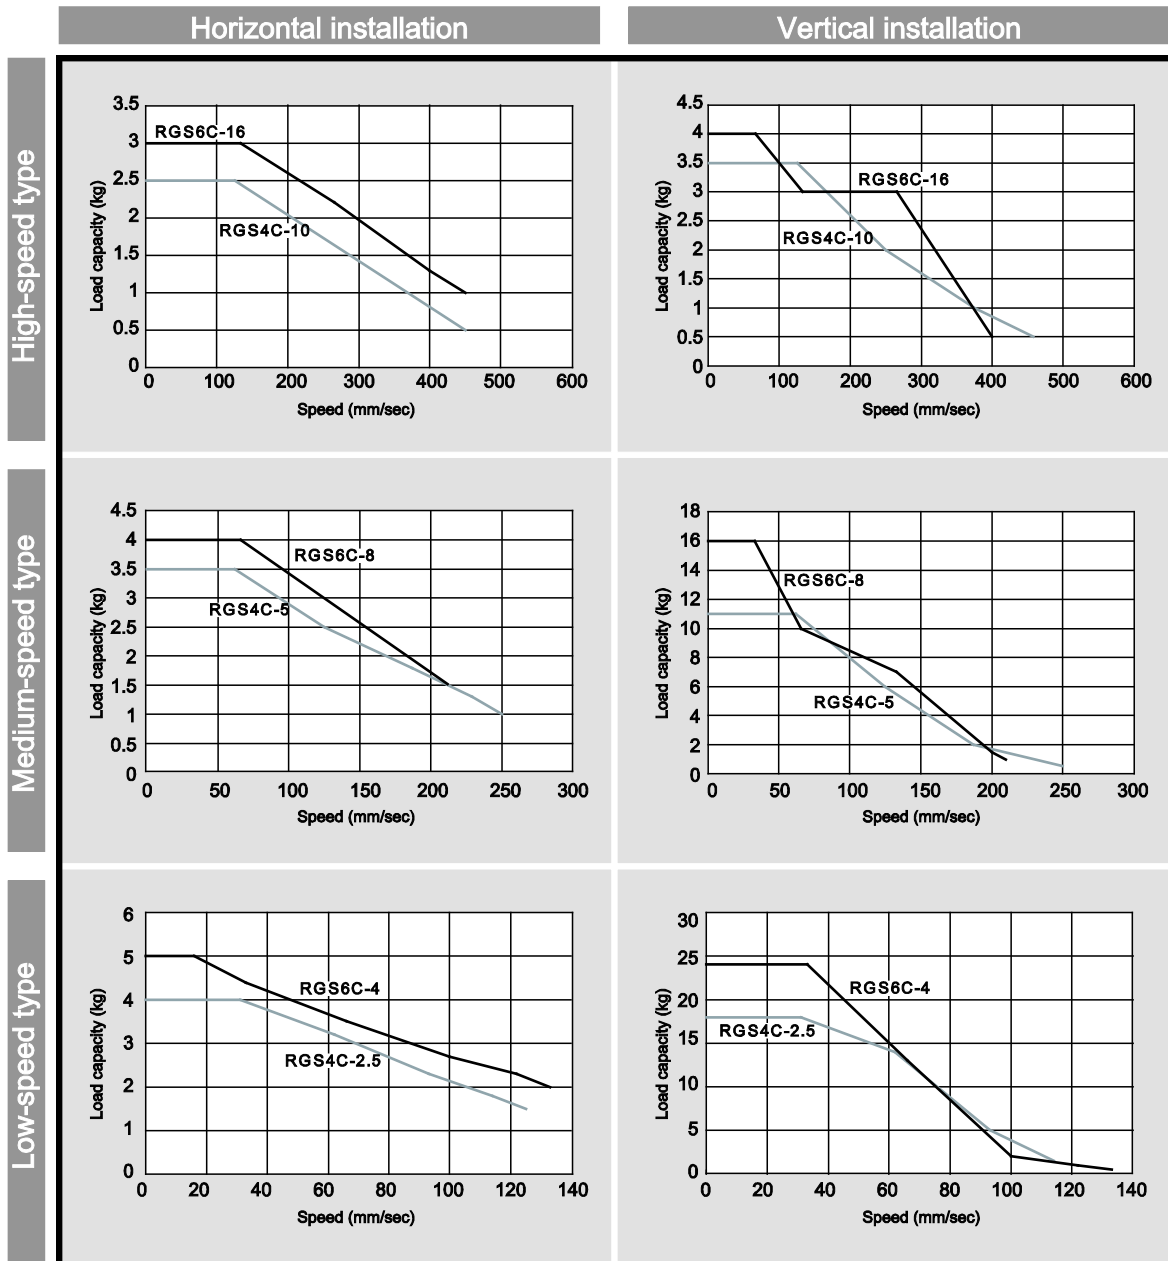 Horizontal installation
Vertical installation
High-speed type
3.5
3
2.5
2
1.5
1
0.5
0
Load capacity (kg)
RGS6C-16
RGS4C-10
0 100 200 300 400 500 600
Speed (mm/sec)
4.5
4
3.5
3
2.5
2
1.5
1
0.5
0
Load capacity (kg)
RGS6C-16
RGS4C-10
0 100 200 300 400 500 600
Speed (mm/sec)
Medium-speed type
4.5
4
3.5
3
2.5
2
1.5
1
0.5
0
Load capacity (kg)
RGS6C-8
RGS4C-5
0 50 100 150 200 250 300
Speed (mm/sec)
18
16
14
12
11
10
8
6
4
2
0
Load capacity (kg)
RGS6C-8
RGS4C-5
0 50 100 150 200 250 300
Speed (mm/sec)
Low-speed type
6
5
4
3
2
1
0
Load capacity (kg)
RGS6C-4
RGS4C-2.5
0 20 40 60 80 100 120 140
Speed (mm/sec)
30
25
20
15
10
5
0
Load capacity (kg)
RGS6C-4
RGS4C-2.5
0 20 40 60 80 100 120 140
Speed (mm/sec)